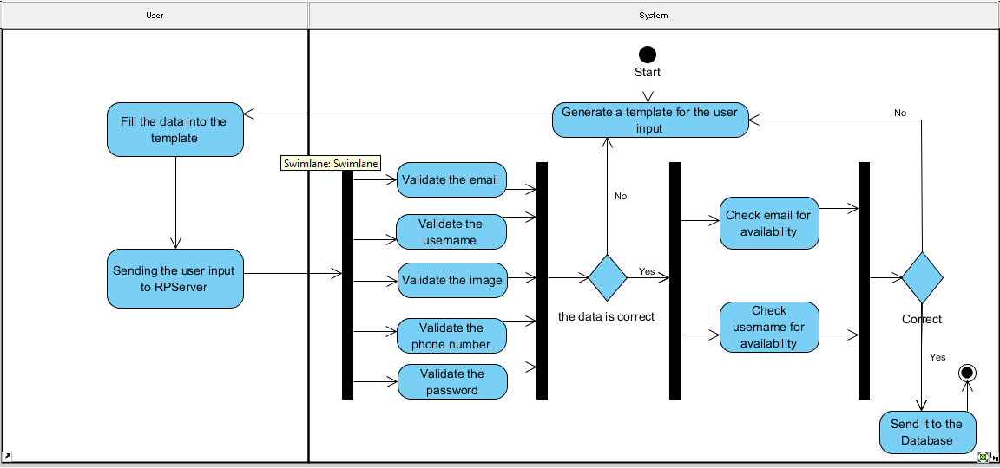 User
System
Start
Generate a template for the user
input
No
Fill the data into the
template
Swimlane: Swimlane
Validate the email
No
Check email for
availability
Validate the
username
Sending the user input
to RPServer
Validate the image
Yes
the data is correct
Check
username for
availability
Correct
Validate the
phone number
Yes
Validate the
password
Send it to the
Database